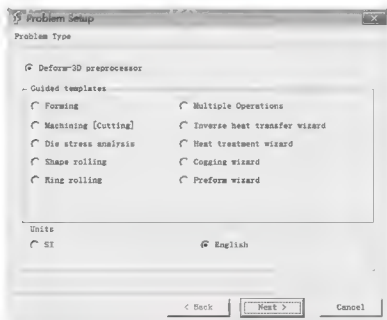 Problem Setup
Problem Type
Deform-3D preprocessor
Guided templates
Forming
Multiple Operations
Machining [Cutting]
Inverse heat transfer wizard
Die stress analysis
Heat treatment wizard
Shape rolling
Cogging wizard
Ring rolling
Preform wizard
Units
SI
English
< Back
Next >
Cancel